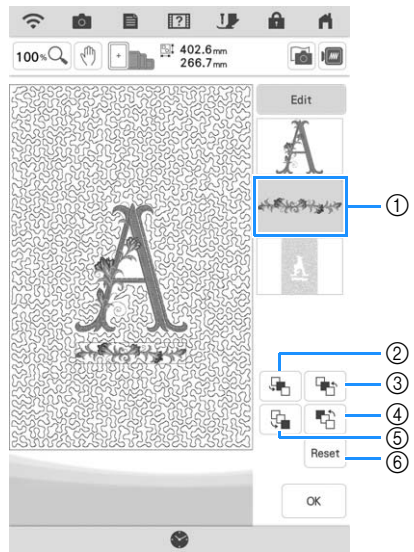 100% 402.6mm
266.7mm
Edit
A
①
②
③
④
⑤
⑥
Reset
OK
A